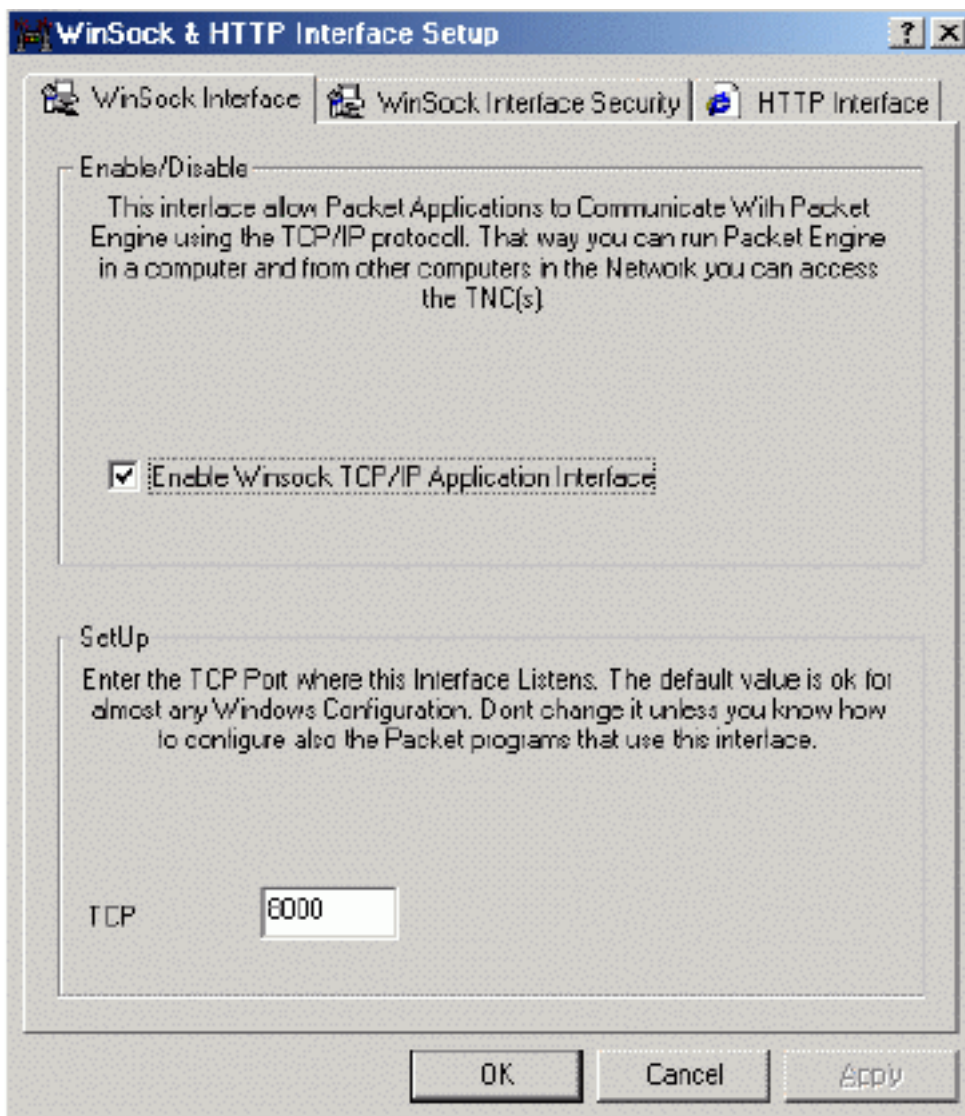 WinSock & HTTP Interface Setup
WinSock Interface
WinSock Interface Security
HTTP Interface
Enable/Disable
This interface allow Packet Applications to Communicate With Packet
Engine using the TCP/IP protocoll. That way you can run Packet Engine
in a computer and from other computers in the Network you can access
the TNC(s)
Enable Winsock TCP/IP Application Interface
SetUp
Enter the TCP Port where this Interface Listens. The default value is ok for
almost any Windows Configuration. Dont change it unless you know how
to configure also the Packet programs that use this interface.
TCP
8000
OK
Cancel
Apply